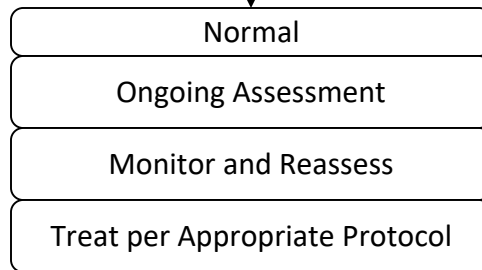 Normal
Ongoing Assessment
Monitor and Reassess
Treat per Appropriate Protocol